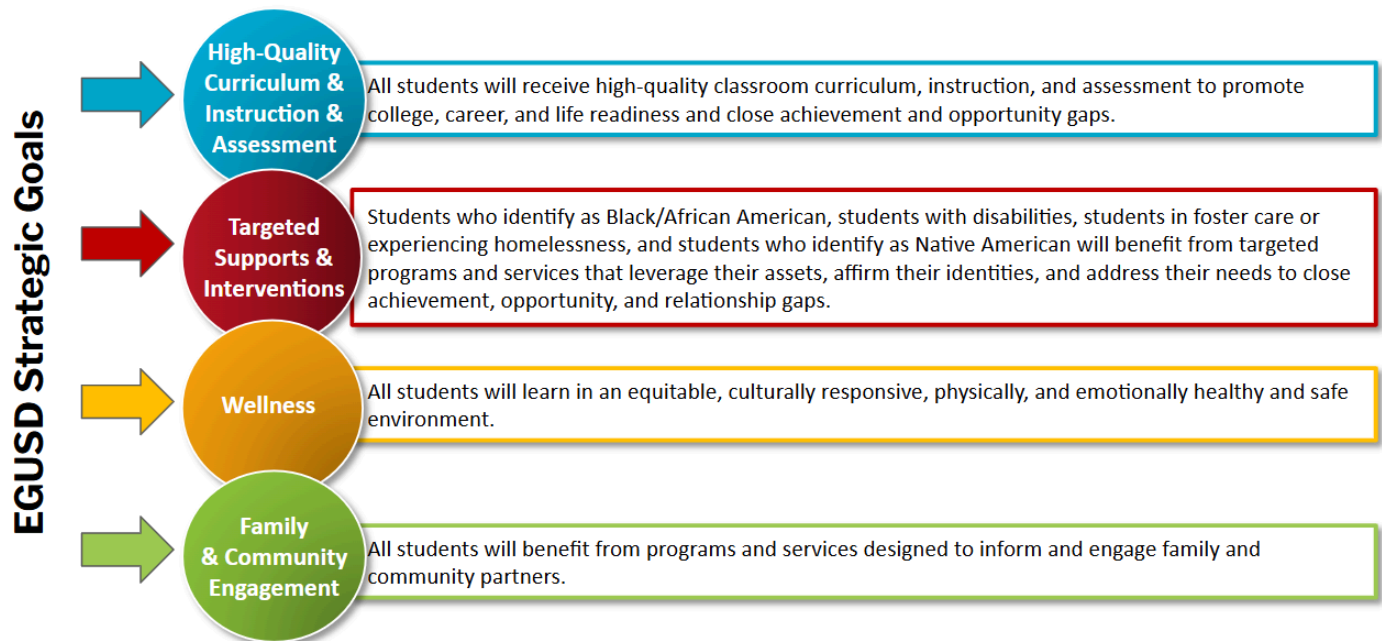 EGUSD Strategic Goals
High-Quality
Curriculum &
Instruction &
Assessment
All students will receive high-quality classroom curriculum, instruction, and assessment to promote
college, career, and life readiness and close achievement and opportunity gaps.
Targeted
Supports &
Interventions
Students who identify as Black/African American, students with disabilities, students in foster care or
experiencing homelessness, and students who identify as Native American will benefit from targeted
programs and services that leverage their assets, affirm their identities, and address their needs to close
achievement, opportunity, and relationship gaps.
Wellness
All students will learn in an equitable, culturally responsive, physically, and emotionally healthy and safe
environment.
Family
& Community
Engagement
All students will benefit from programs and services designed to inform and engage family and
community partners.